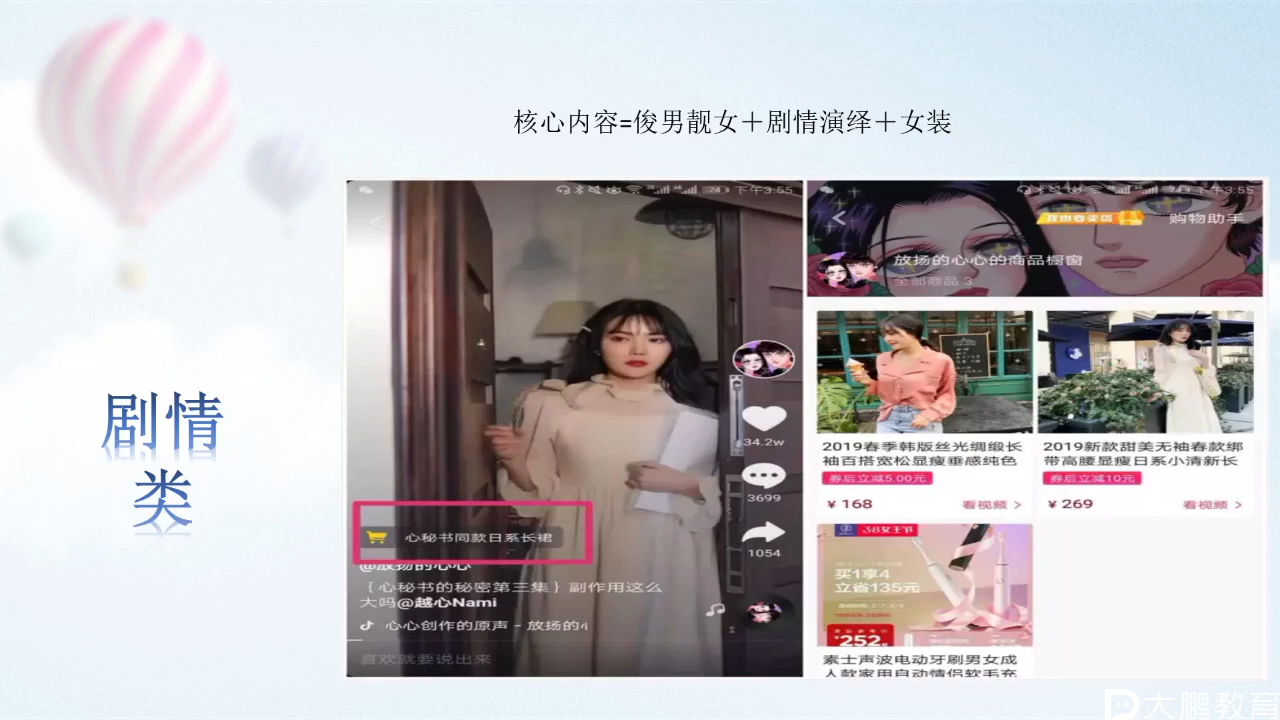 核心内容=俊男靓女＋剧情演绎＋女装
剧情
类
下午3:55
34.2w
3699
1054
心秘书同款日系长裙
@放扬的心心
｛心秘书的秘密第三集｝副作用这么
大吗@越心Nami
心心创作的原声 - 放扬的
喜欢就要说出来
下午3:55
购物助手
放扬的心心的商品橱窗
全部商品 3
2019春季韩版丝光绸缎长
袖百搭宽松显瘦垂感纯色
券后立减5.00元
¥ 168
看视频 >
2019新款甜美无袖春款绑
带高腰显瘦日系小清新长
券后立减10元
¥ 269
看视频 >
38女王节
买1享4
立省135元
¥252
素士声波电动牙刷男女成
人款家用自动情侣软毛充
大鹏教育